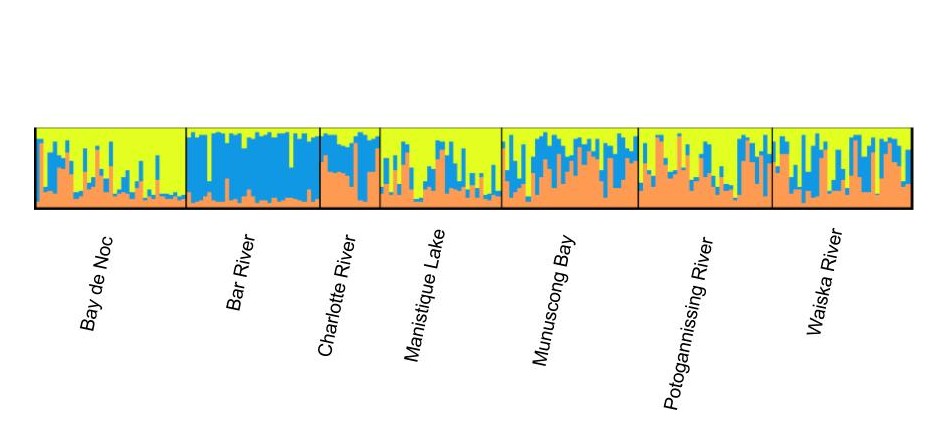 Bay de Noc
Bar River
Charlotte River
Manistique Lake
Munuscong Bay
Potogannissing River
Waiska River